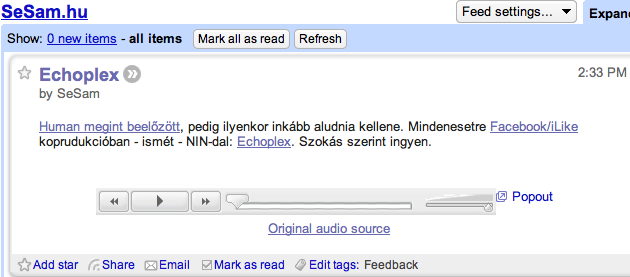 SeSam.hu
Feed settings...
Expand
Show: 0 new items - all items
Mark all as read
Refresh
Echoplex
2:33 PM
by SeSam
Human megint beelőzött, pedig ilyenkor inkább aludnia kellene. Mindenesetre Facebook/iLike
koprudukcióban - ismét - NIN-dal: Echoplex. Szokás szerint ingyen.
Popout
Original audio source
Add star Share Email Mark as read Edit tags: Feedback